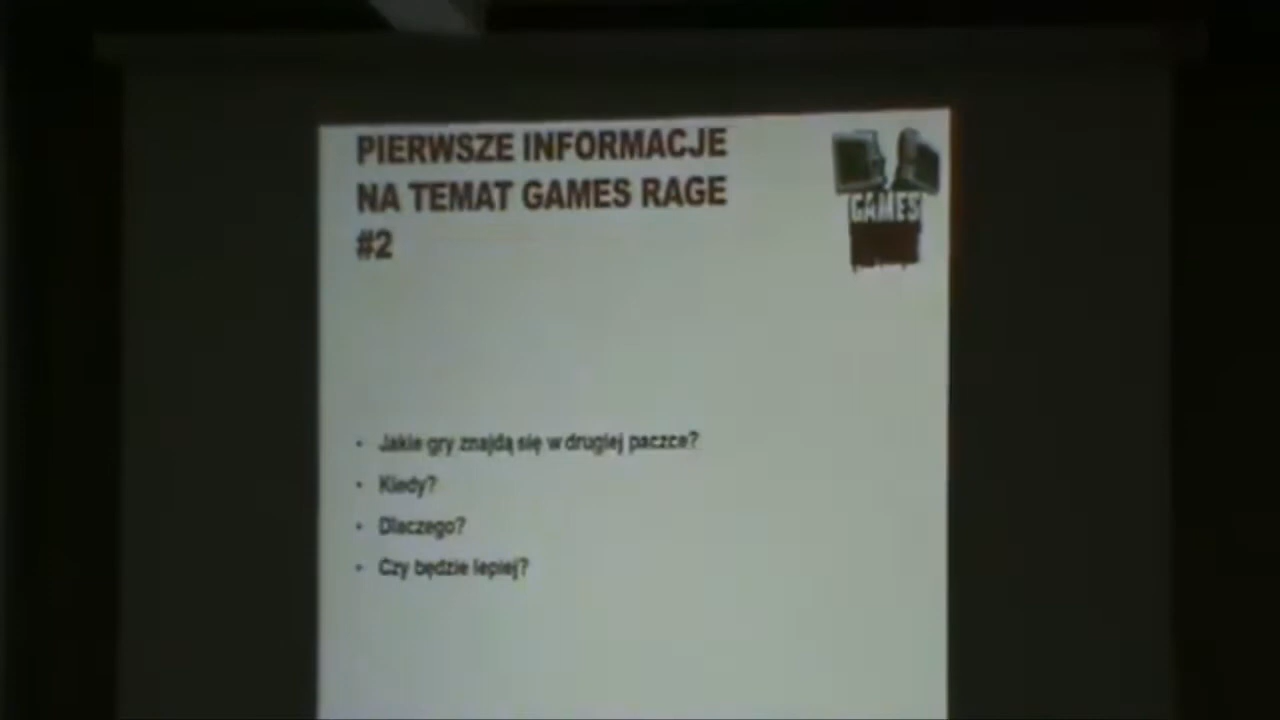 PIERWSZE INFORMACJE
NA TEMAT GAMES RAGE
#2
GAMES
• Jakie gry znajdą się w drugiej paczce?
• Kiedy?
• Dlaczego?
• Czy będzie lepiej?